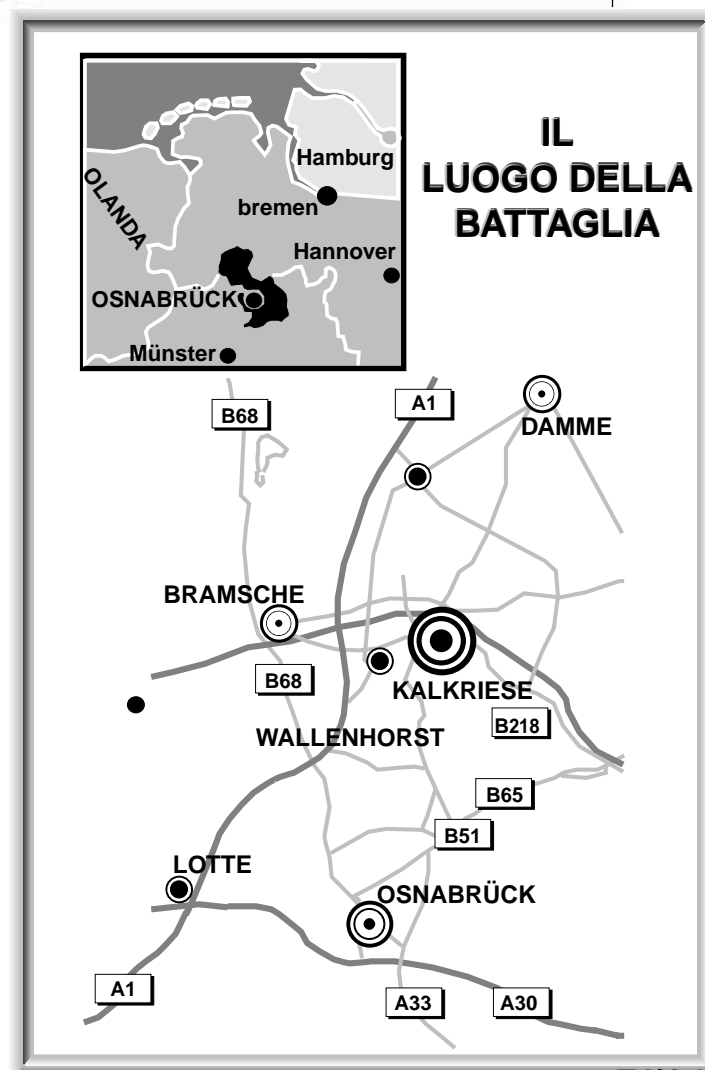 IL
LUOGO DELLA
BATTAGLIA
Hamburg
bremen
OLANDA
Hannover
OSNABRÜCK
Münster
B68
A1
DAMME
BRAMSCHE
B68
KALKRIESE
B218
WALLENHORST
B65
B51
LOTTE
OSNABRÜCK
A1
A33
A30